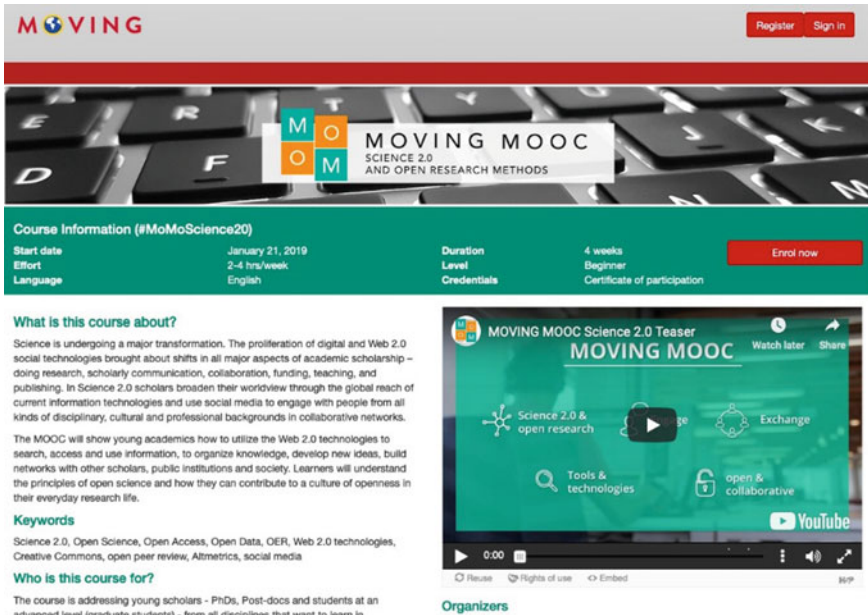 MOVING
Register
Sign in
E R T Y U I K
D F J
N M
M O
O M
MOVING MOOC
SCIENCE 2.0
AND OPEN RESEARCH METHODS
Course Information (#MoMoScience20)
Start date January 21, 2019 Duration 4 weeks
Effort 2-4 hrs/week Level Beginner
Language English Credentials Certificate of participation
Enrol now
What is this course about?
Science is undergoing a major transformation. The proliferation of digital and Web 2.0
social technologies brought about shifts in all major aspects of academic scholarship –
doing research, scholarly communication, collaboration, funding, teaching, and
publishing. In Science 2.0 scholars broaden their worldview through the global reach of
current information technologies and use social media to engage with people from all
kinds of disciplinary, cultural and professional backgrounds in collaborative networks.
The MOOC will show young academics how to utilize the Web 2.0 technologies to
search, access and use information, to organize knowledge, develop new ideas, build
networks with other scholars, public institutions and society. Learners will understand
the principles of open science and how they can contribute to a culture of openness in
their everyday research life.
Keywords
Science 2.0, Open Science, Open Access, Open Data, OER, Web 2.0 technologies,
Creative Commons, open peer review, Altmetrics, social media
Who is this course for?
The course is addressing young scholars - PhDs, Post-docs and students at an
advanced level (graduate students) - from all disciplines that want to learn in
MOVING MOOC Science 2.0 Teaser
Watch later
Share
MOVING MOOC
Science 2.0 &
open research
Exchange
Tools &
technologies
open &
collaborative
YouTube
0:00
Reuse
Rights of use
Embed
H-P
Organizers